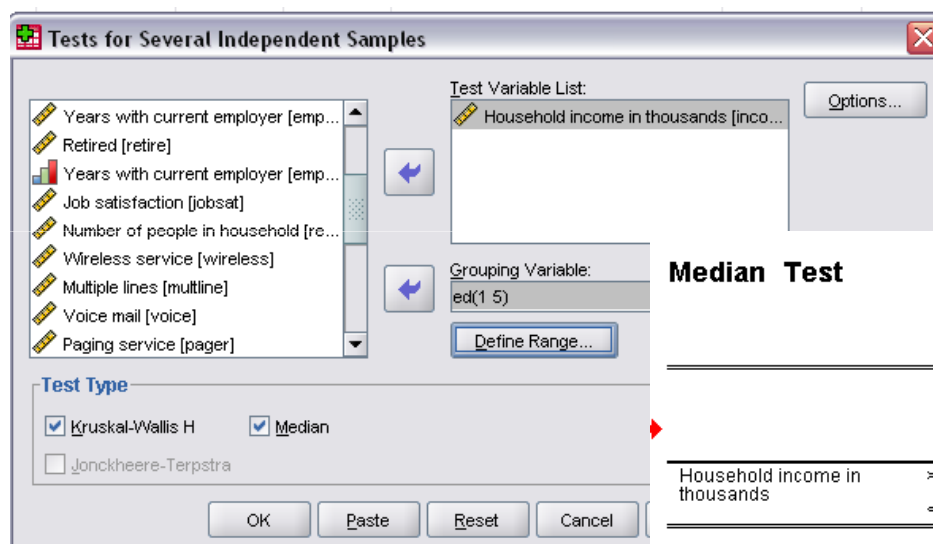 Tests for Several Independent Samples
Years with current employer [emp...
Retired [retire]
Years with current employer [emp...
Job satisfaction [jobsat]
Number of people in household [re...
Wireless service [wireless]
Multiple lines [multline]
Voice mail [voice]
Paging service [pager]
Test Variable List:
Household income in thousands [inco...
Options...
Grouping Variable:
ed(1 5)
Define Range...
Test Type
Kruskal-Wallis H Median
Jonckheere-Terpstra
OK Paste Reset Cancel
Median Test
Household income in
thousands